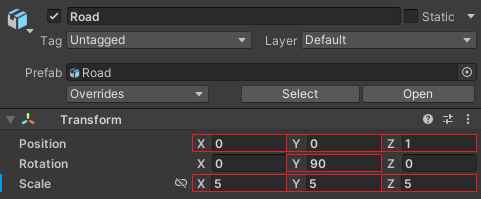 Road Static
Tag Untagged Layer Default
Prefab Road
Overrides Select Open
Transform
Position X 0 Y 0 Z 1
Rotation X 0 Y 90 Z 0
Scale X 5 Y 5 Z 5